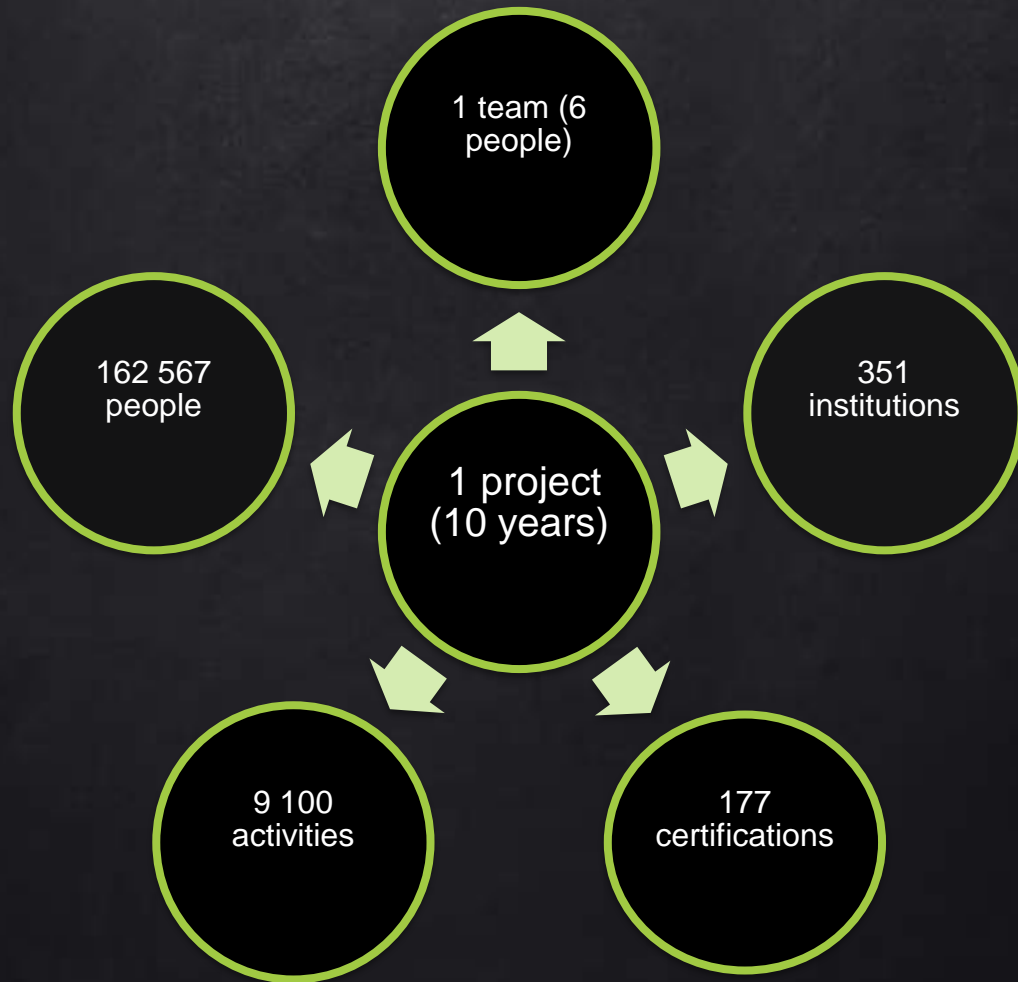 1 team (6
people)
162 567
people
351
institutions
1 project
(10 years)
9 100
activities
177
certifications